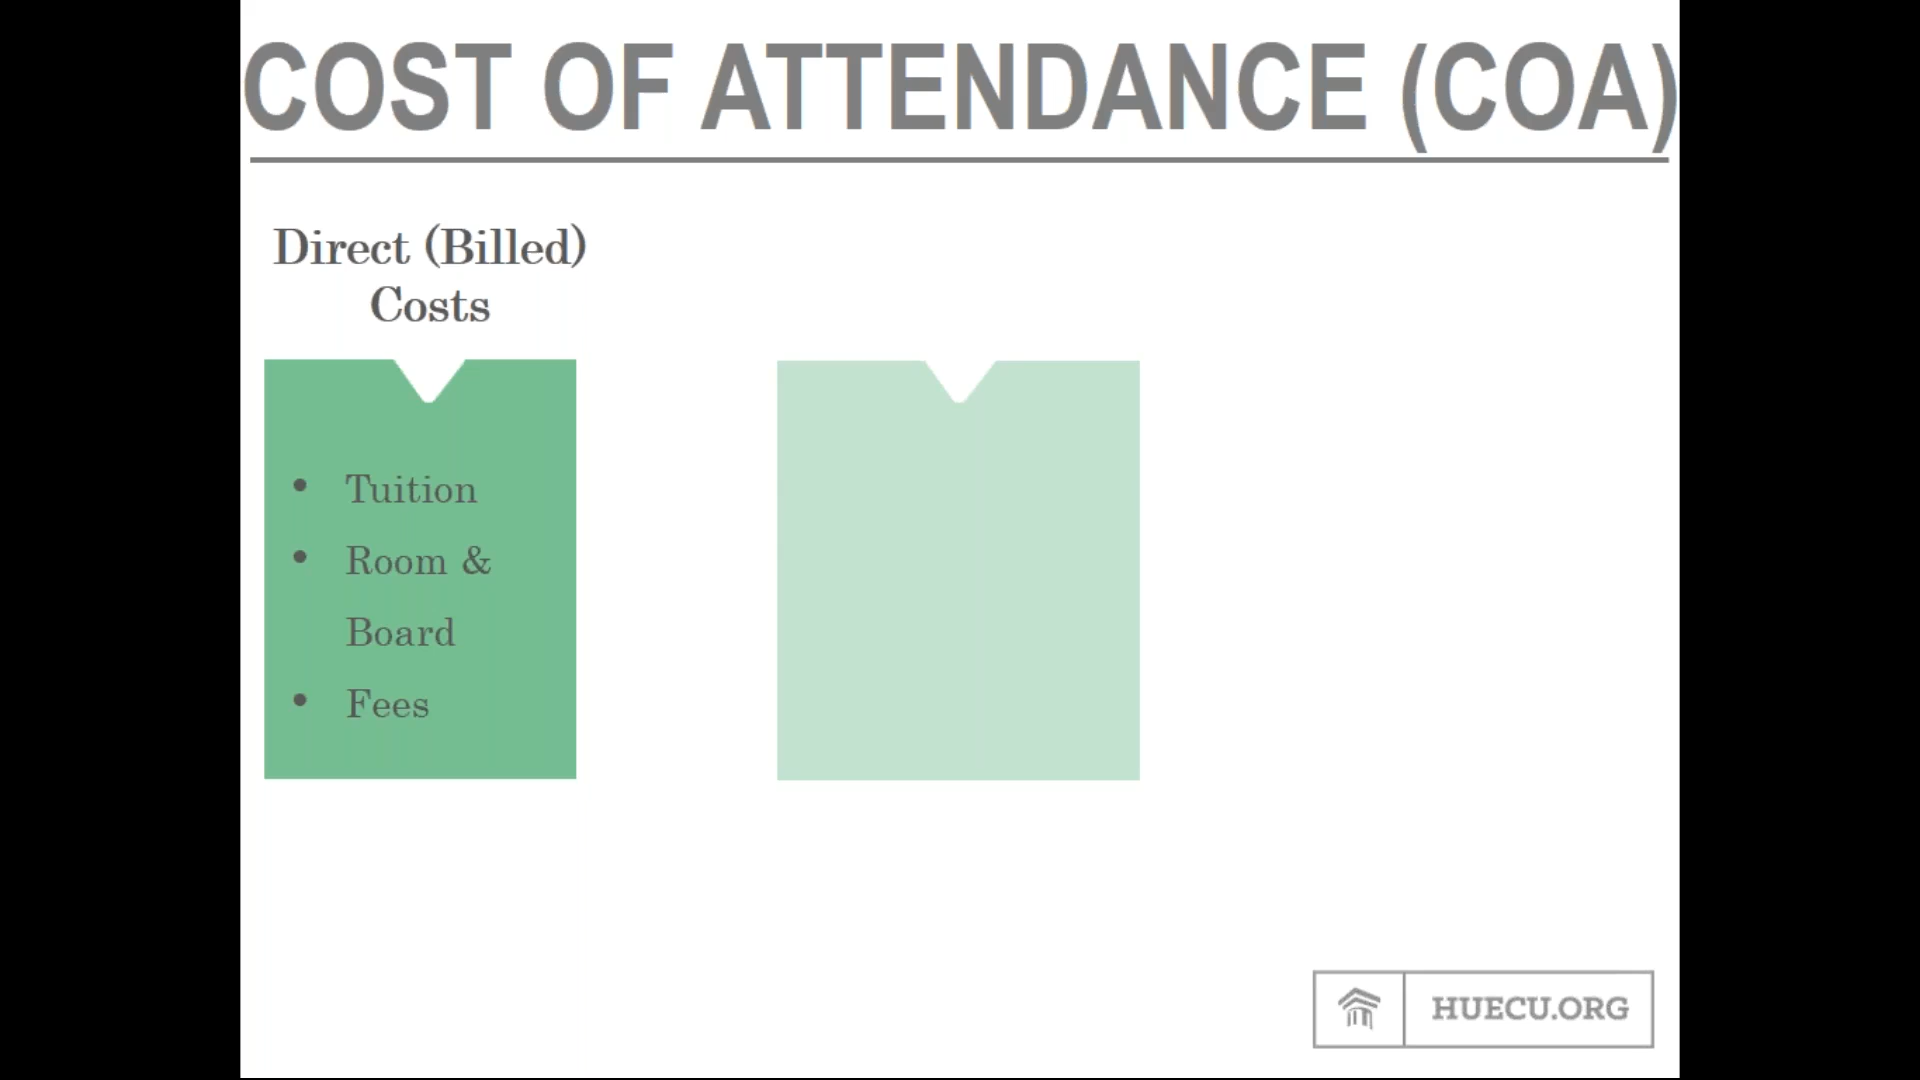 COST OF ATTENDANCE (COA)
Direct (Billed)
Costs
• Tuition
• Room &
Board
• Fees
HUECU.ORG